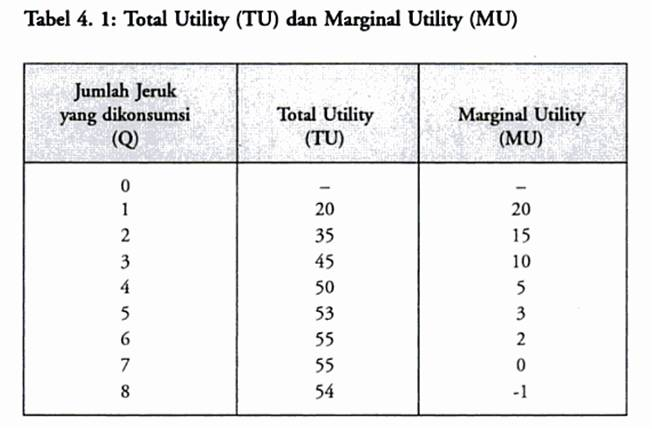 Tabel 4. 1: Total Utility (TU) dan Marginal Utility (MU)
Jumlah Jeruk
yang dikonsumsi
(Q)
Total Utility
(TU)
Marginal Utility
(MU)
0 – –
1 20 20
2 35 15
3 45 10
4 50 5
5 53 3
6 55 2
7 55 0
8 54 -1